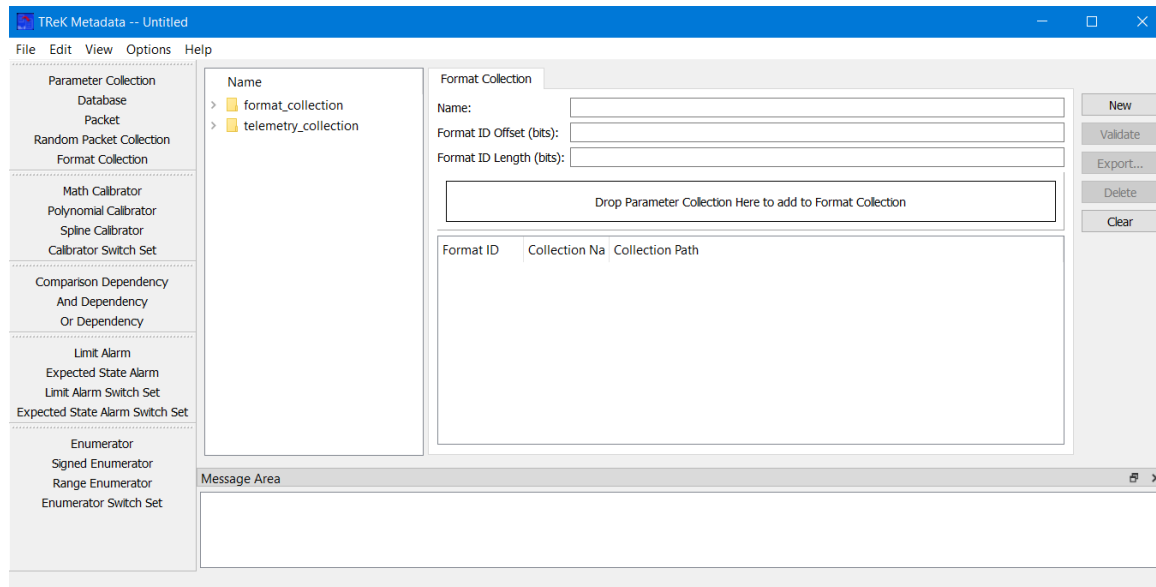 TReK Metadata -- Untitled
File Edit View Options Help
Parameter Collection
Database
Packet
Random Packet Collection
Format Collection
Math Calibrator
Polynomial Calibrator
Spline Calibrator
Calibrator Switch Set
Comparison Dependency
And Dependency
Or Dependency
Limit Alarm
Expected State Alarm
Limit Alarm Switch Set
Expected State Alarm Switch Set
Enumerator
Signed Enumerator
Range Enumerator
Enumerator Switch Set
Name
format_collection
telemetry_collection
Format Collection
Name:
Format ID Offset (bits):
Format ID Length (bits):
Drop Parameter Collection Here to add to Format Collection
Format ID Collection Na Collection Path
New
Validate
Export...
Delete
Clear
Message Area